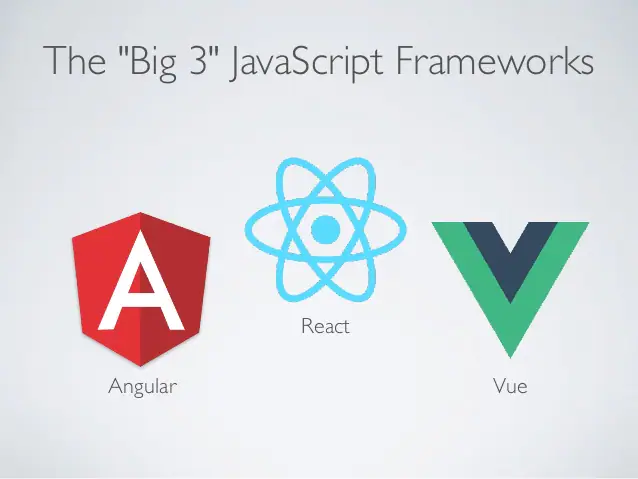 The "Big 3" JavaScript Frameworks
A
React
Angular
Vue